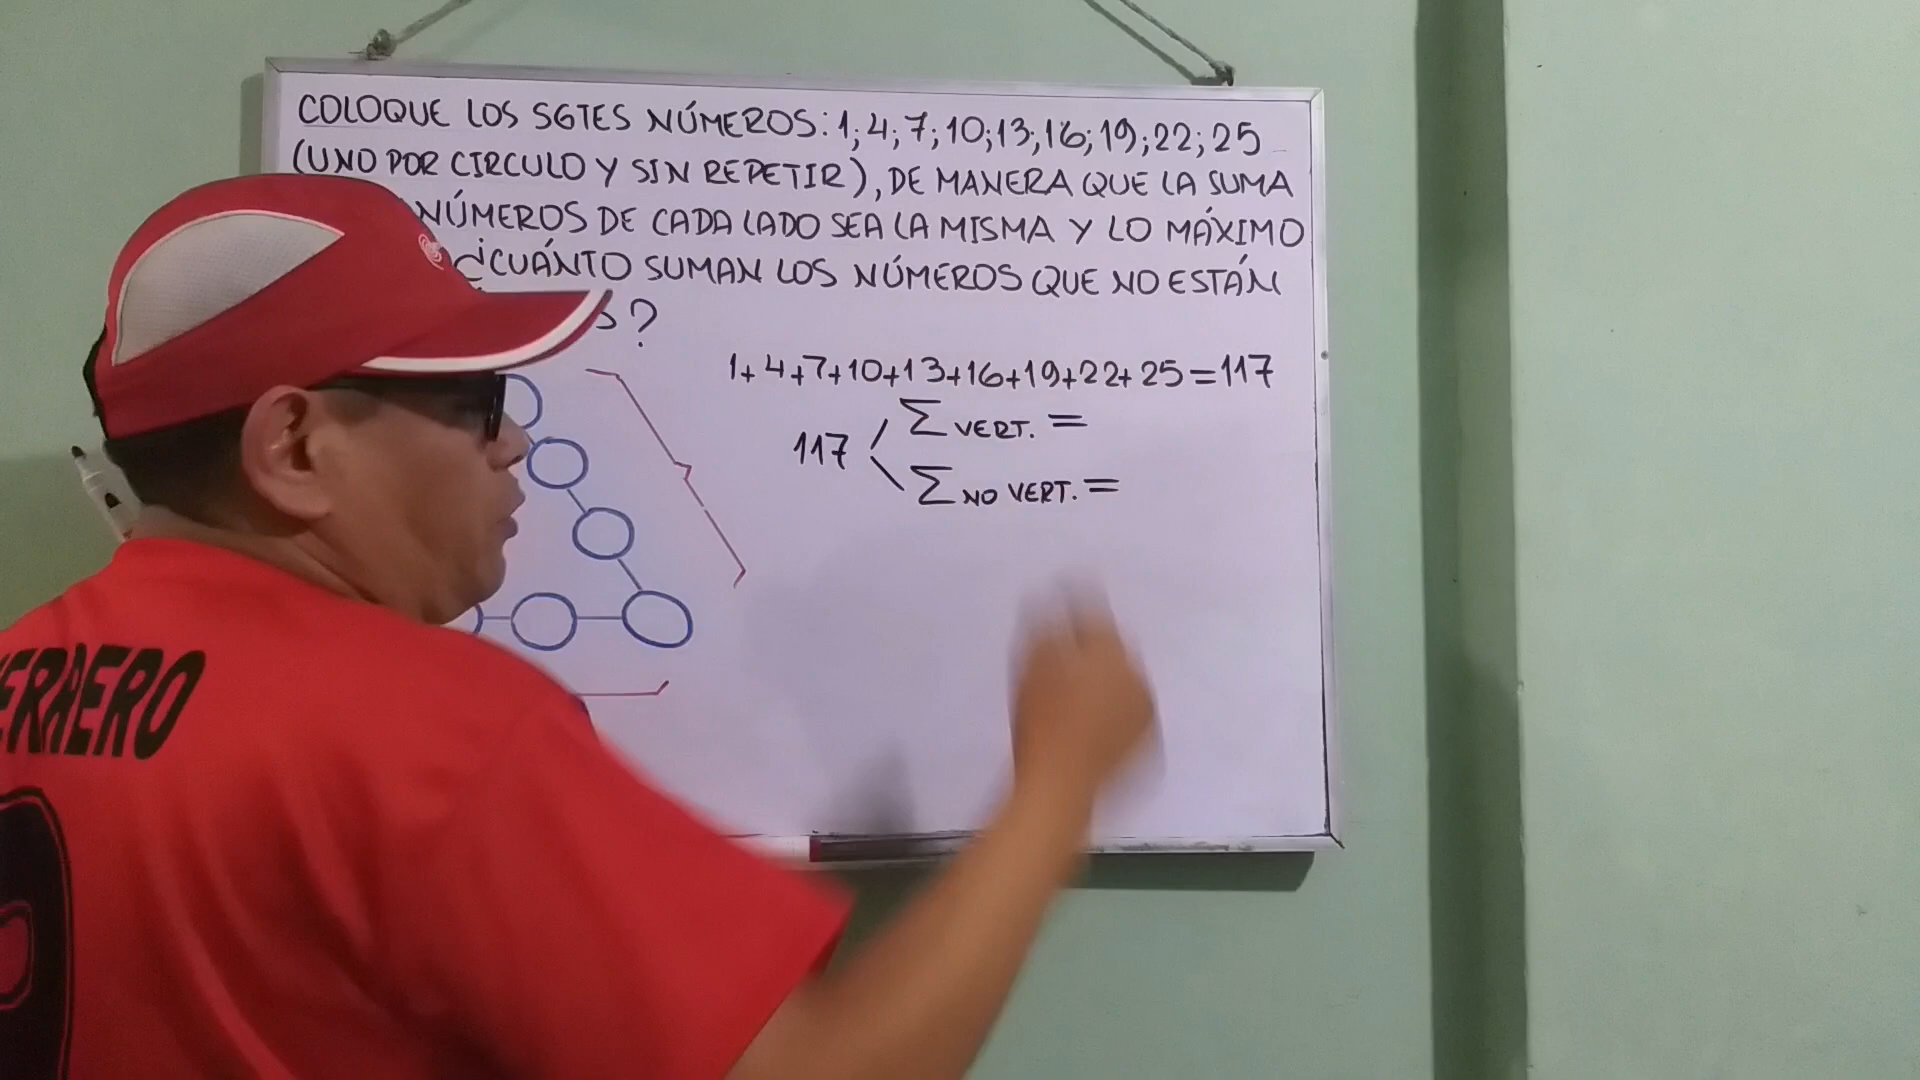 COLOQUE LOS SGTES NÚMEROS: 1; 4; 7; 10; 13; 16; 19; 22; 25
(UNO POR CIRCULO Y SIN REPETIR), DE MANERA QUE LA SUMA
NÚMEROS DE CADA LADO SEA LA MISMA Y LO MÁXIMO
¿CUÁNTO SUMAN LOS NÚMEROS QUE NO ESTÁN
S?
1+4+7+10+13+16+19+22+25=117
117
Σ VERT. =
Σ NO VERT. =
ERRERO